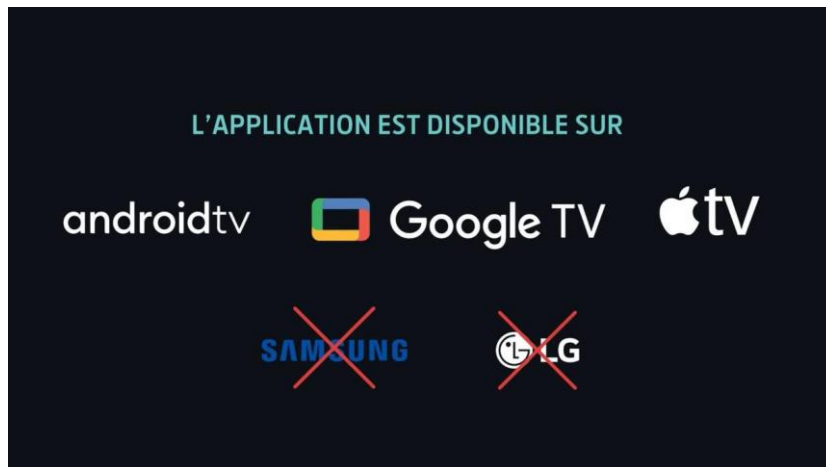 L'APPLICATION EST DISPONIBLE SUR
androidtv Google TV tv
SAMSUNG LG